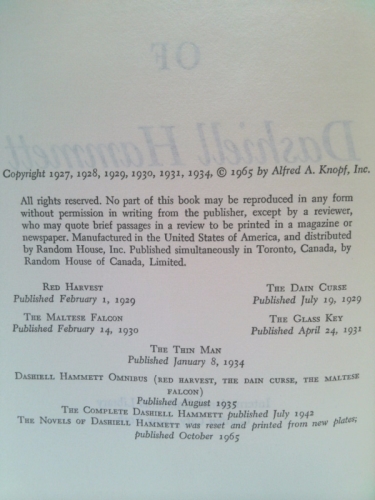 OF
Dashiell Hammett
Copyright 1927, 1928, 1929, 1930, 1931, 1934, © 1965 by Alfred A. Knopf, Inc.
All rights reserved. No part of this book may be reproduced in any form
without permission in writing from the publisher, except by a reviewer,
who may quote brief passages in a review to be printed in a magazine or
newspaper. Manufactured in the United States of America, and distributed
by Random House, Inc. Published simultaneously in Toronto, Canada, by
Random House of Canada, Limited.
RED HARVEST
Published February 1, 1929
THE DAIN CURSE
Published July 19, 1929
THE MALTESE FALCON
Published February 14, 1930
THE GLASS KEY
Published April 24, 1931
THE THIN MAN
Published January 8, 1934
DASHIELL HAMMETT OMNIBUS (RED HARVEST, THE DAIN CURSE, THE MALTESE
FALCON)
Published August 1935
THE COMPLETE DASHIELL HAMMETT published July 1942
THE NOVELS OF DASHIELL HAMMETT was reset and printed from new plates;
published October 1965